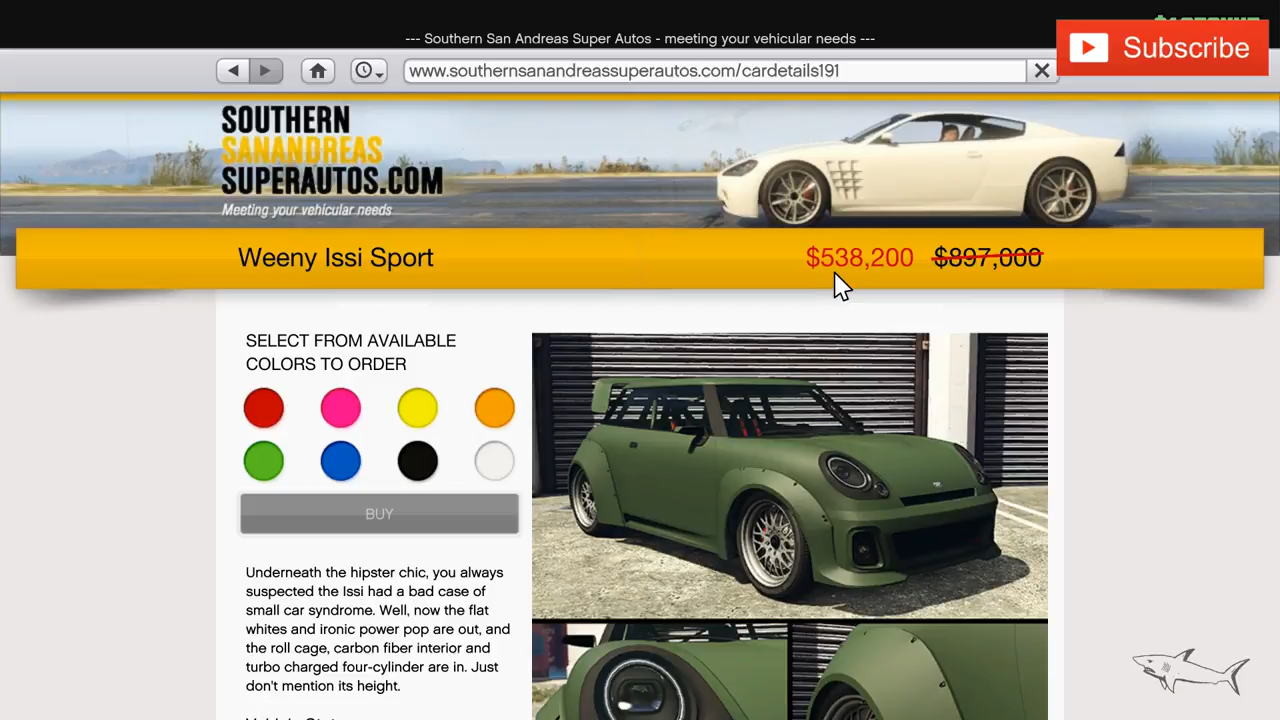 --- Southern San Andreas Super Autos - meeting your vehicular needs ---
Subscribe
www.southernsanandreassuperautos.com/cardetails191
SOUTHERN
SANANDREAS
SUPERAUTOS.COM
Meeting your vehicular needs
Weeny Issi Sport
$538,200 $897,000
SELECT FROM AVAILABLE
COLORS TO ORDER
BUY
Underneath the hipster chic, you always
suspected the Issi had a bad case of
small car syndrome. Well, now the flat
whites and ironic power pop are out, and
the roll cage, carbon fiber interior and
turbo charged four-cylinder are in. Just
don't mention its height.